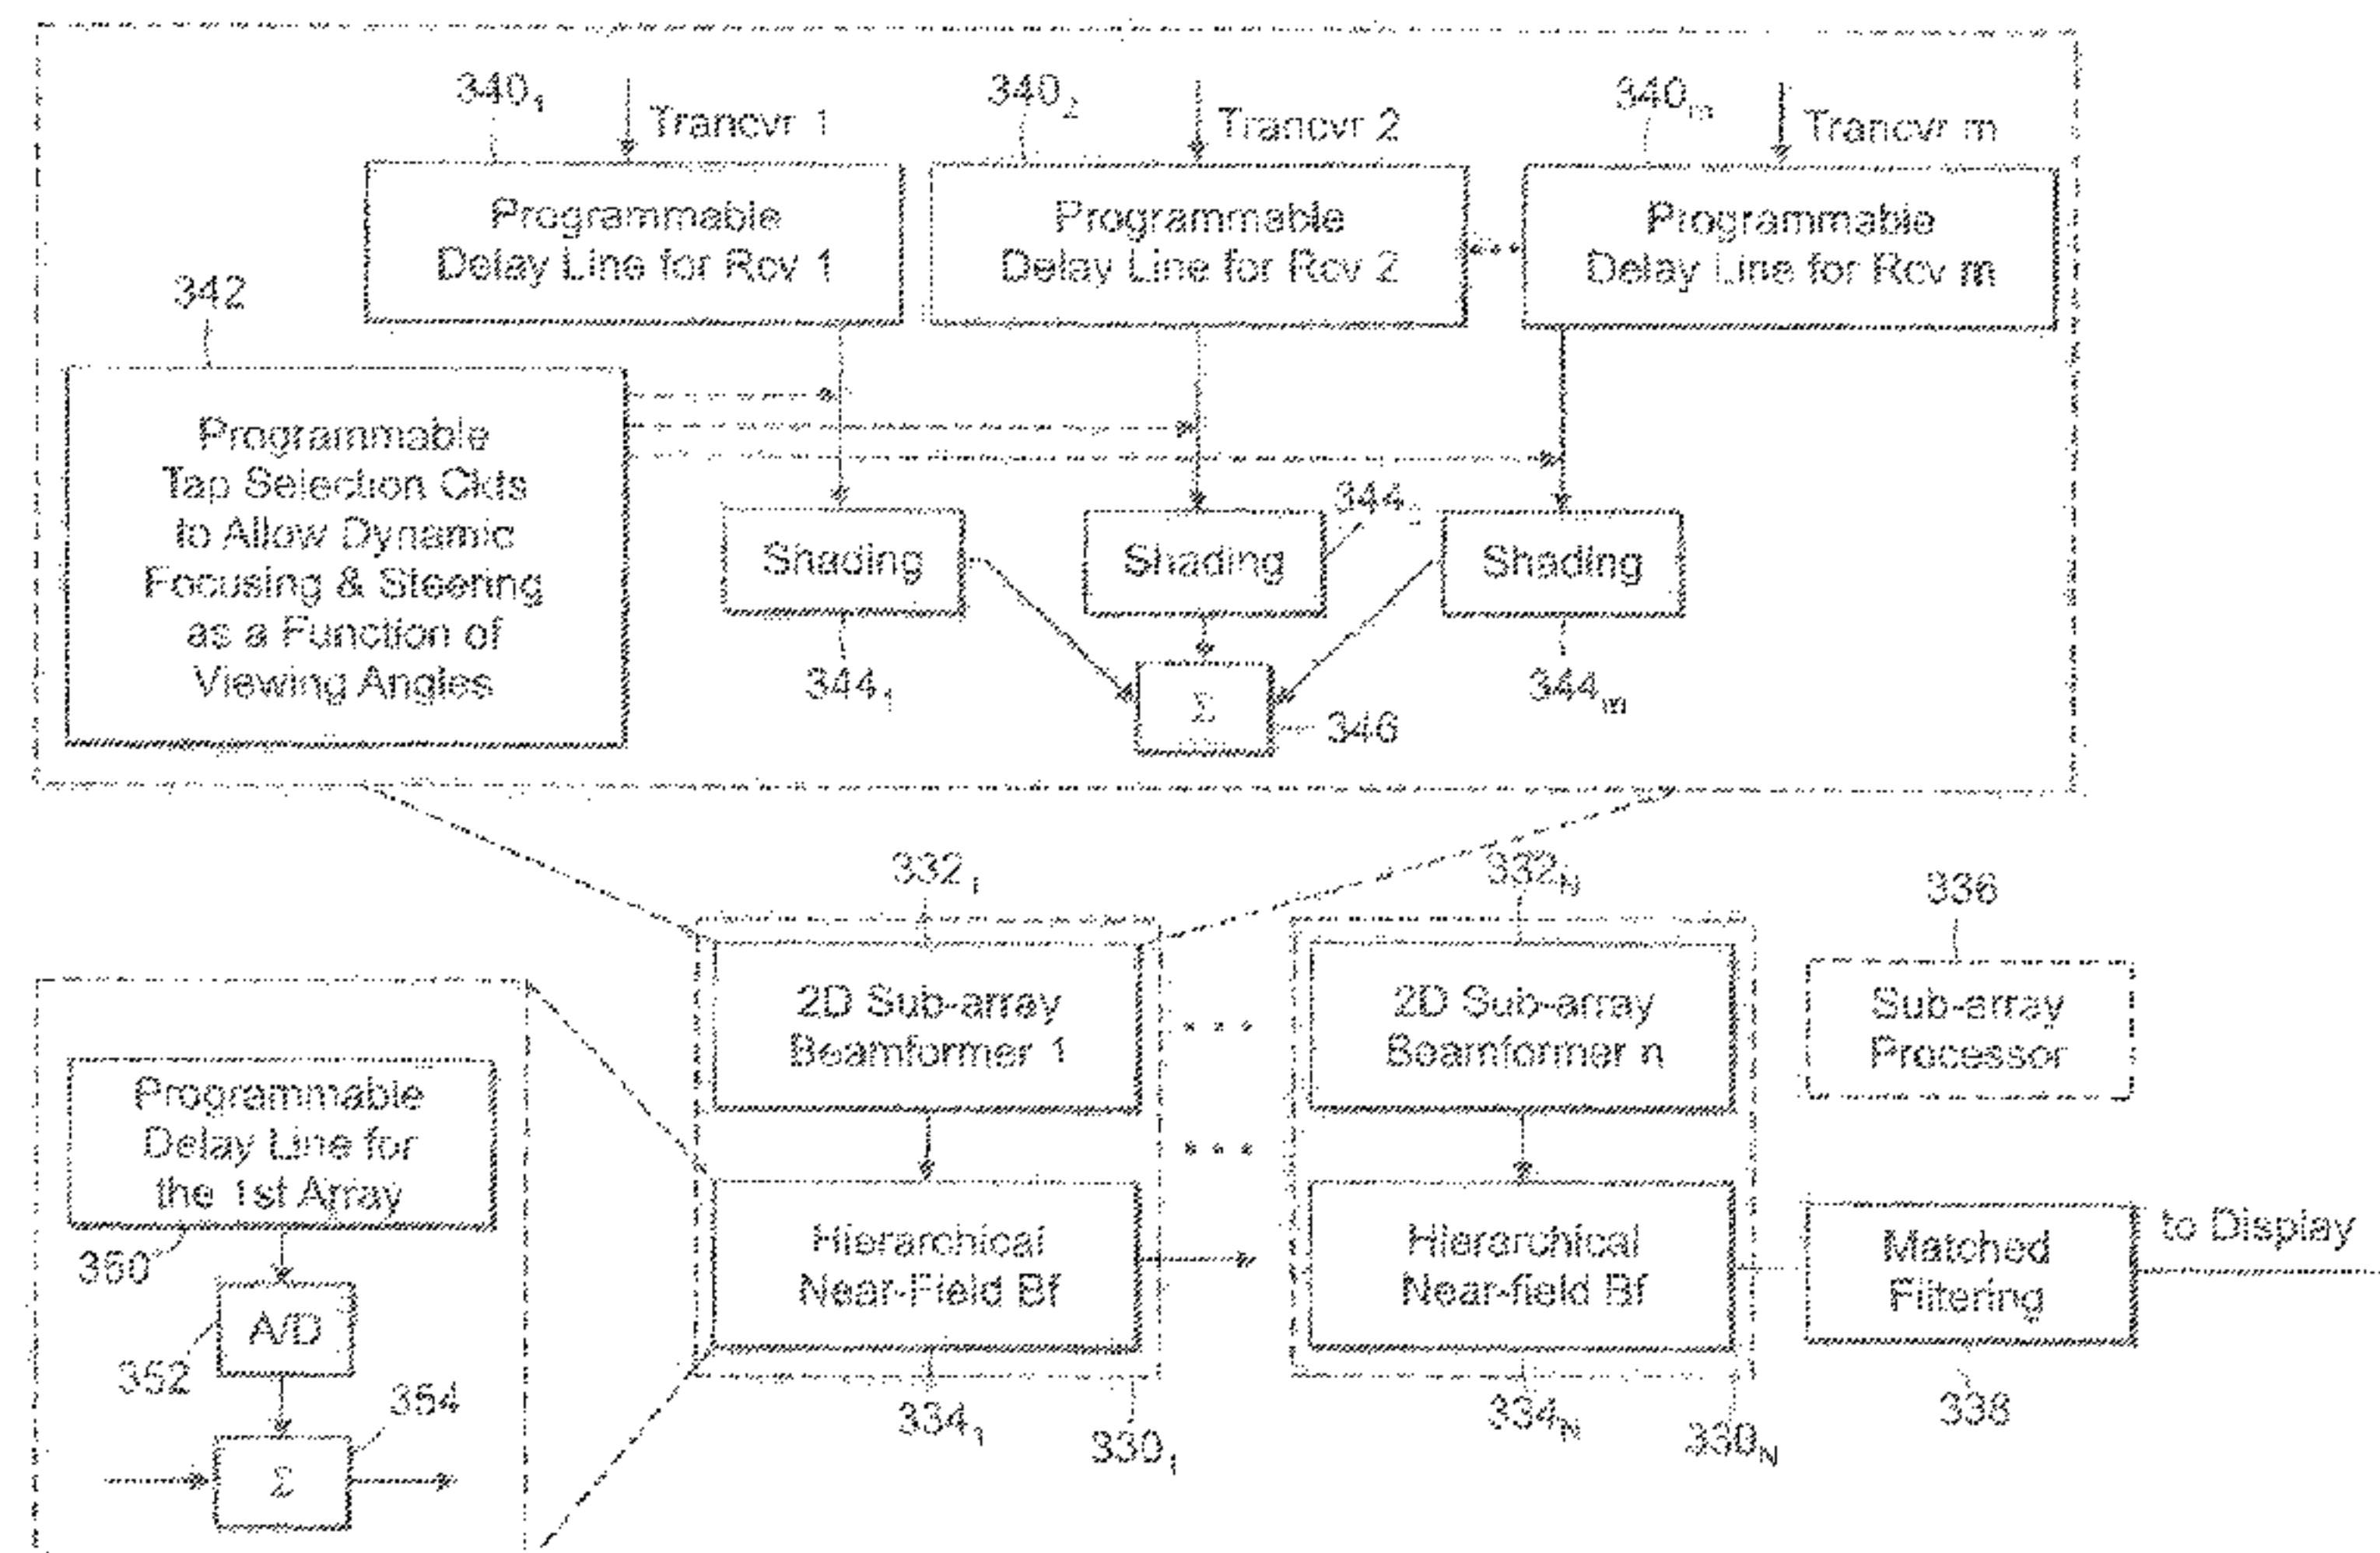 340₁
Trancvr 1
340₂
Trancvr 2
340ₘ
Trancvr m
Programmable
Delay Line for Rcv 1
Programmable
Delay Line for Rcv 2
Programmable
Delay Line for Rcv m
342
Programmable
Tap Selection Ckts
to Allow Dynamic
Focusing & Steering
as a Function of
Viewing Angles
344
Shading
Shading
Shading
344₁
Σ
346
344ₘ
332₁
332_N
336
2D Sub-array
Beamformer 1
2D Sub-array
Beamformer n
Sub-array
Processor
Programmable
Delay Line for
the 1st Array
350
A/D
352
354
Σ
Hierarchical
Near-Field Bf
Hierarchical
Near-field Bf
Matched
Filtering
to Display
334₁
330₁
334_N
330_N
338